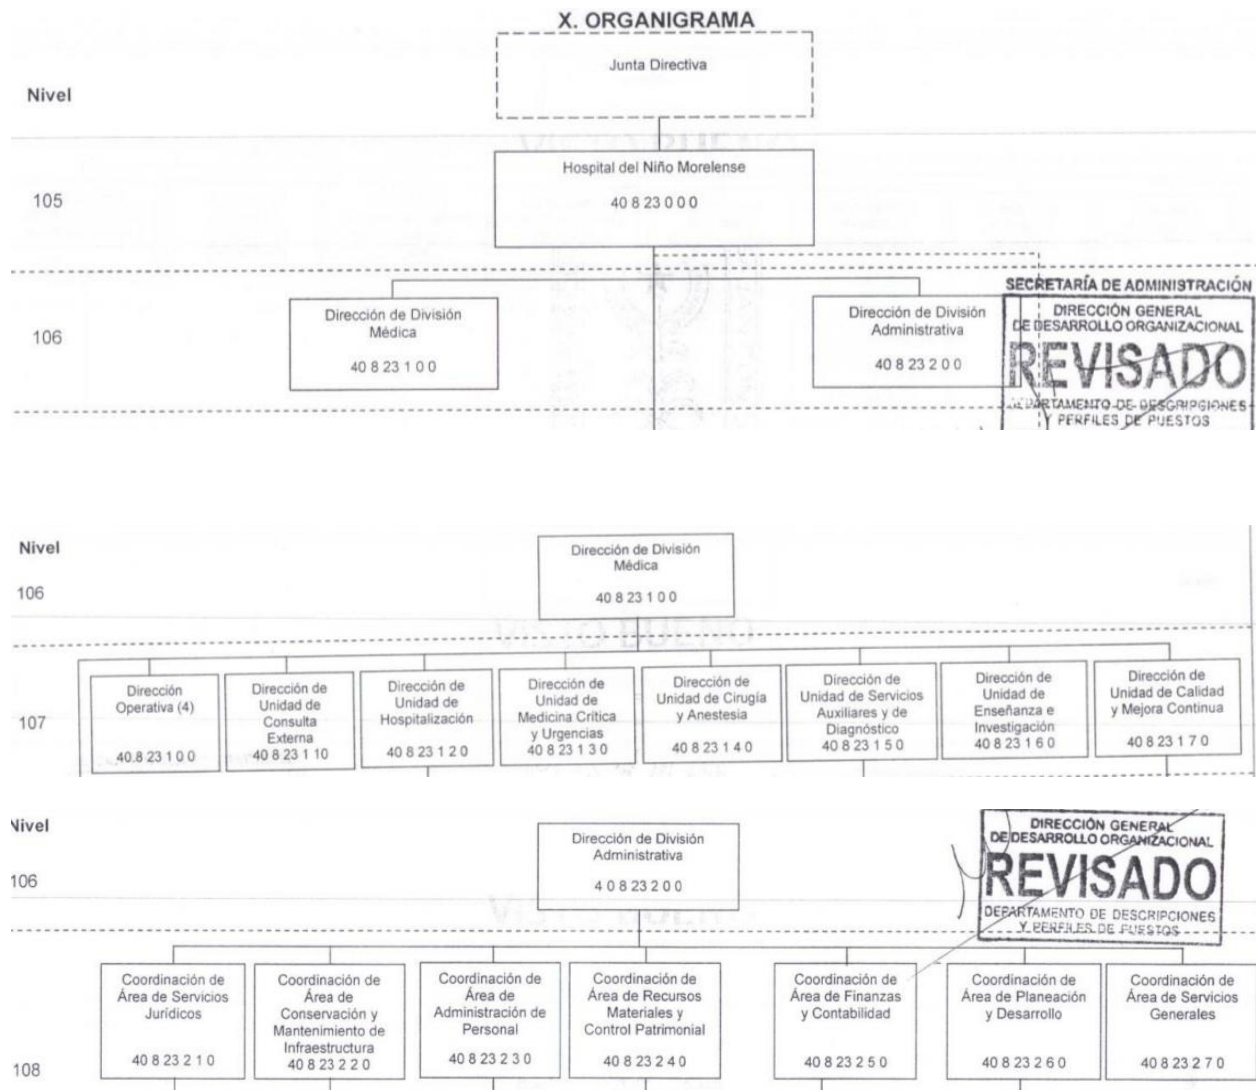 X. ORGANIGRAMA
Junta Directiva
Nivel
Hospital del Niño Morelense
105
40 8 23 0 0 0
SECRETARÍA DE ADMINISTRACIÓN
DIRECCIÓN GENERAL
DE DESARROLLO ORGANIZACIONAL
REVISADO
DEPARTAMENTO DE DESCRIPCIONES
Y PERFILES DE PUESTOS
106
Dirección de División
Médica
40 8 23 1 0 0
Dirección de División
Administrativa
40 8 23 2 0 0
Nivel
106
Dirección de División
Médica
40 8 23 1 0 0
VISTO BUENO
107
Dirección
Operativa (4)
40.8 23 1 0 0
Dirección de
Unidad de
Consulta
Externa
40 8 23 1 10
Dirección de
Unidad de
Hospitalización
40 8 23 1 2 0
Dirección de
Unidad de
Medicina Crítica
y Urgencias
40 8 23 1 3 0
Dirección de
Unidad de Cirugía
y Anestesia
40 8 23 1 4 0
Dirección de
Unidad de Servicios
Auxiliares y de
Diagnóstico
40 8 23 1 5 0
Dirección de
Unidad de
Enseñanza e
Investigación
40 8 23 1 6 0
Dirección de
Unidad de Calidad
y Mejora Continua
40 8 23 1 7 0
Nivel
106
Dirección de División
Administrativa
4 0 8 23 2 0 0
DIRECCIÓN GENERAL
DE DESARROLLO ORGANIZACIONAL
REVISADO
DEPARTAMENTO DE DESCRIPCIONES
Y PERFILES DE PUESTOS
108
Coordinación de
Área de Servicios
Jurídicos
40 8 23 2 1 0
Coordinación de
Área de
Conservación y
Mantenimiento de
Infraestructura
40 8 23 2 2 0
Coordinación de
Área de
Administración de
Personal
40 8 23 2 3 0
Coordinación de
Área de Recursos
Materiales y
Control Patrimonial
40 8 23 2 4 0
Coordinación de
Área de Finanzas
y Contabilidad
40 8 23 2 5 0
Coordinación de
Área de Planeación
y Desarrollo
40 8 23 2 6 0
Coordinación de
Área de Servicios
Generales
40 8 23 2 7 0